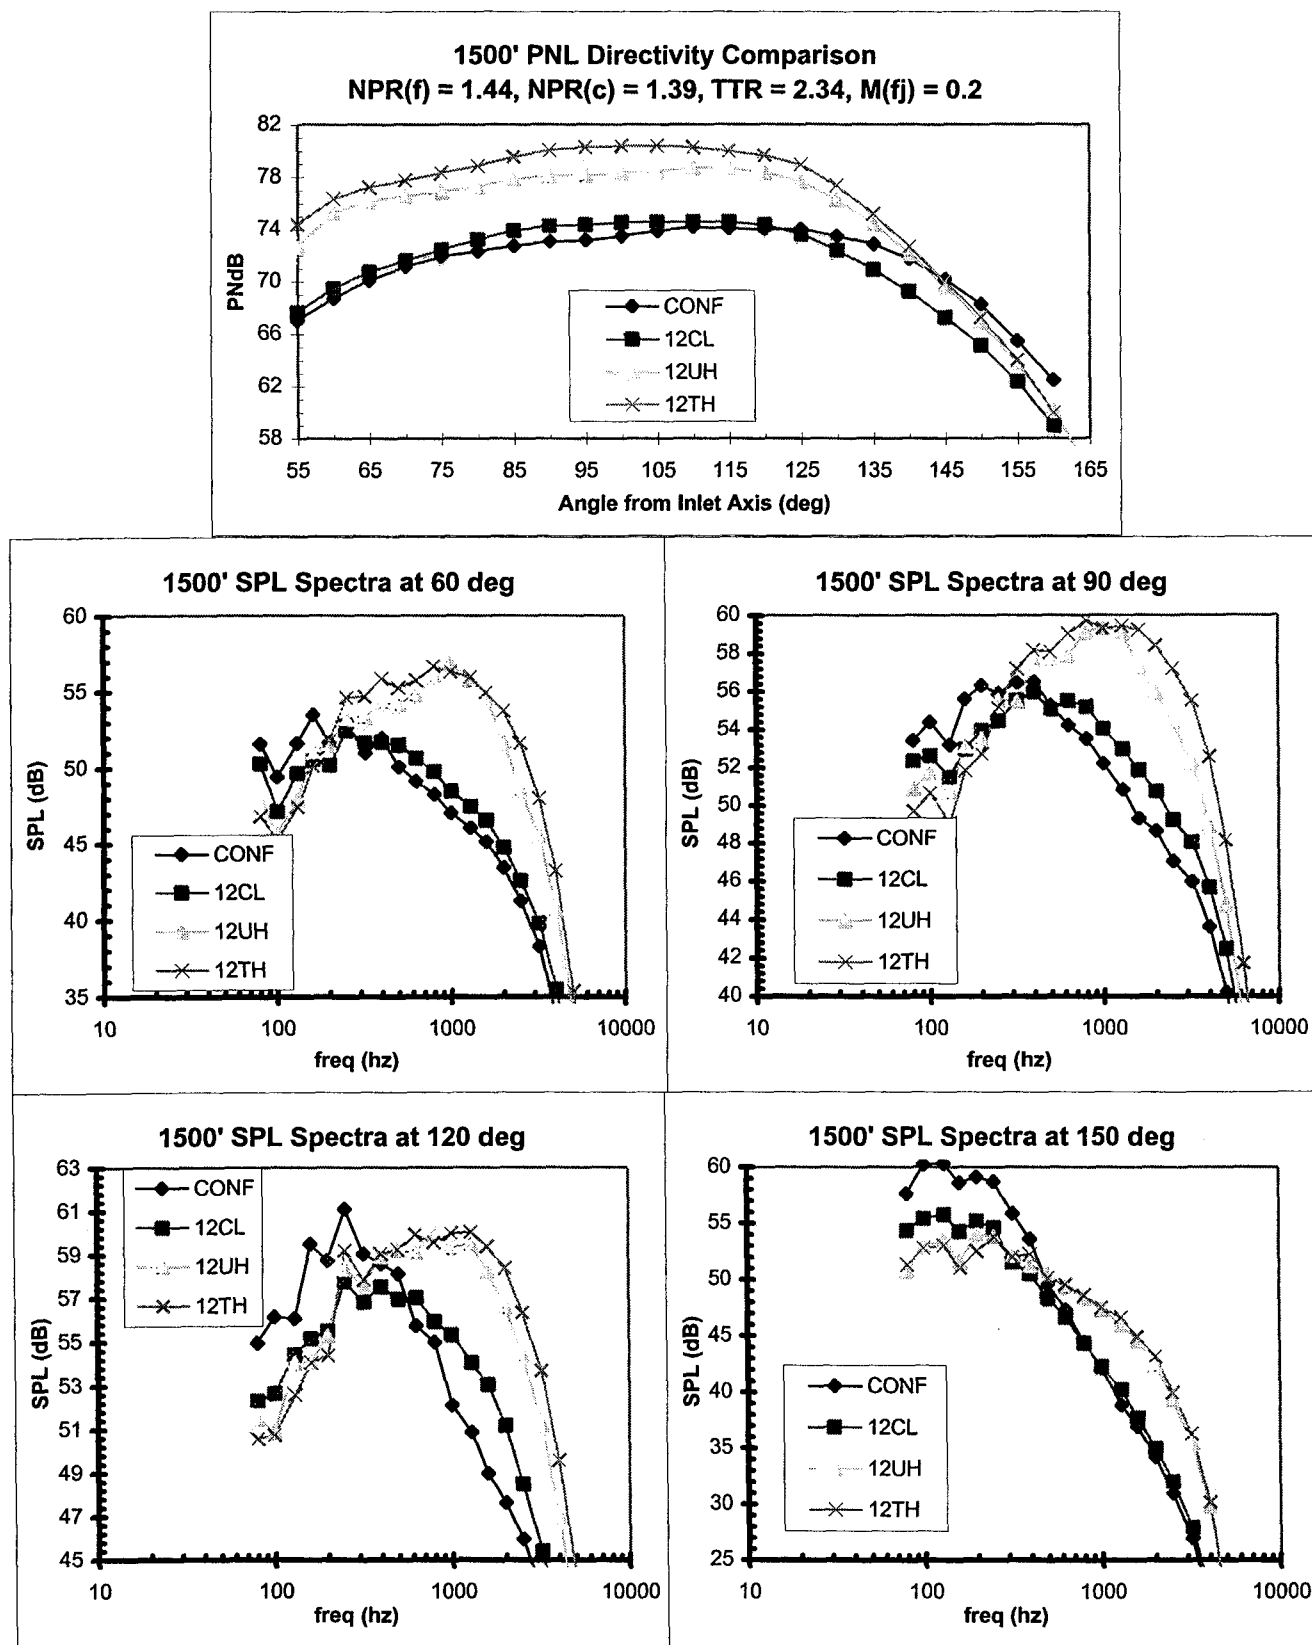 1500' PNL Directivity Comparison
NPR(f) = 1.44, NPR(c) = 1.39, TTR = 2.34, M(fj) = 0.2
82
78
74
70
66
62
58
PNdB
CONF
12CL
12UH
12TH
55 65 75 85 95 105 115 125 135 145 155 165
Angle from Inlet Axis (deg)
1500' SPL Spectra at 60 deg
60
55
50
45
40
35
SPL (dB)
CONF
12CL
12UH
12TH
10 100 1000 10000
freq (hz)
1500' SPL Spectra at 90 deg
60
58
56
54
52
50
48
46
44
42
40
SPL (dB)
CONF
12CL
12UH
12TH
10 100 1000 10000
freq (hz)
1500' SPL Spectra at 120 deg
63
61
59
57
55
53
51
49
47
45
SPL (dB)
CONF
12CL
12UH
12TH
10 100 1000 10000
freq (hz)
1500' SPL Spectra at 150 deg
60
55
50
45
40
35
30
25
SPL (dB)
CONF
12CL
12UH
12TH
10 100 1000 10000
freq (hz)